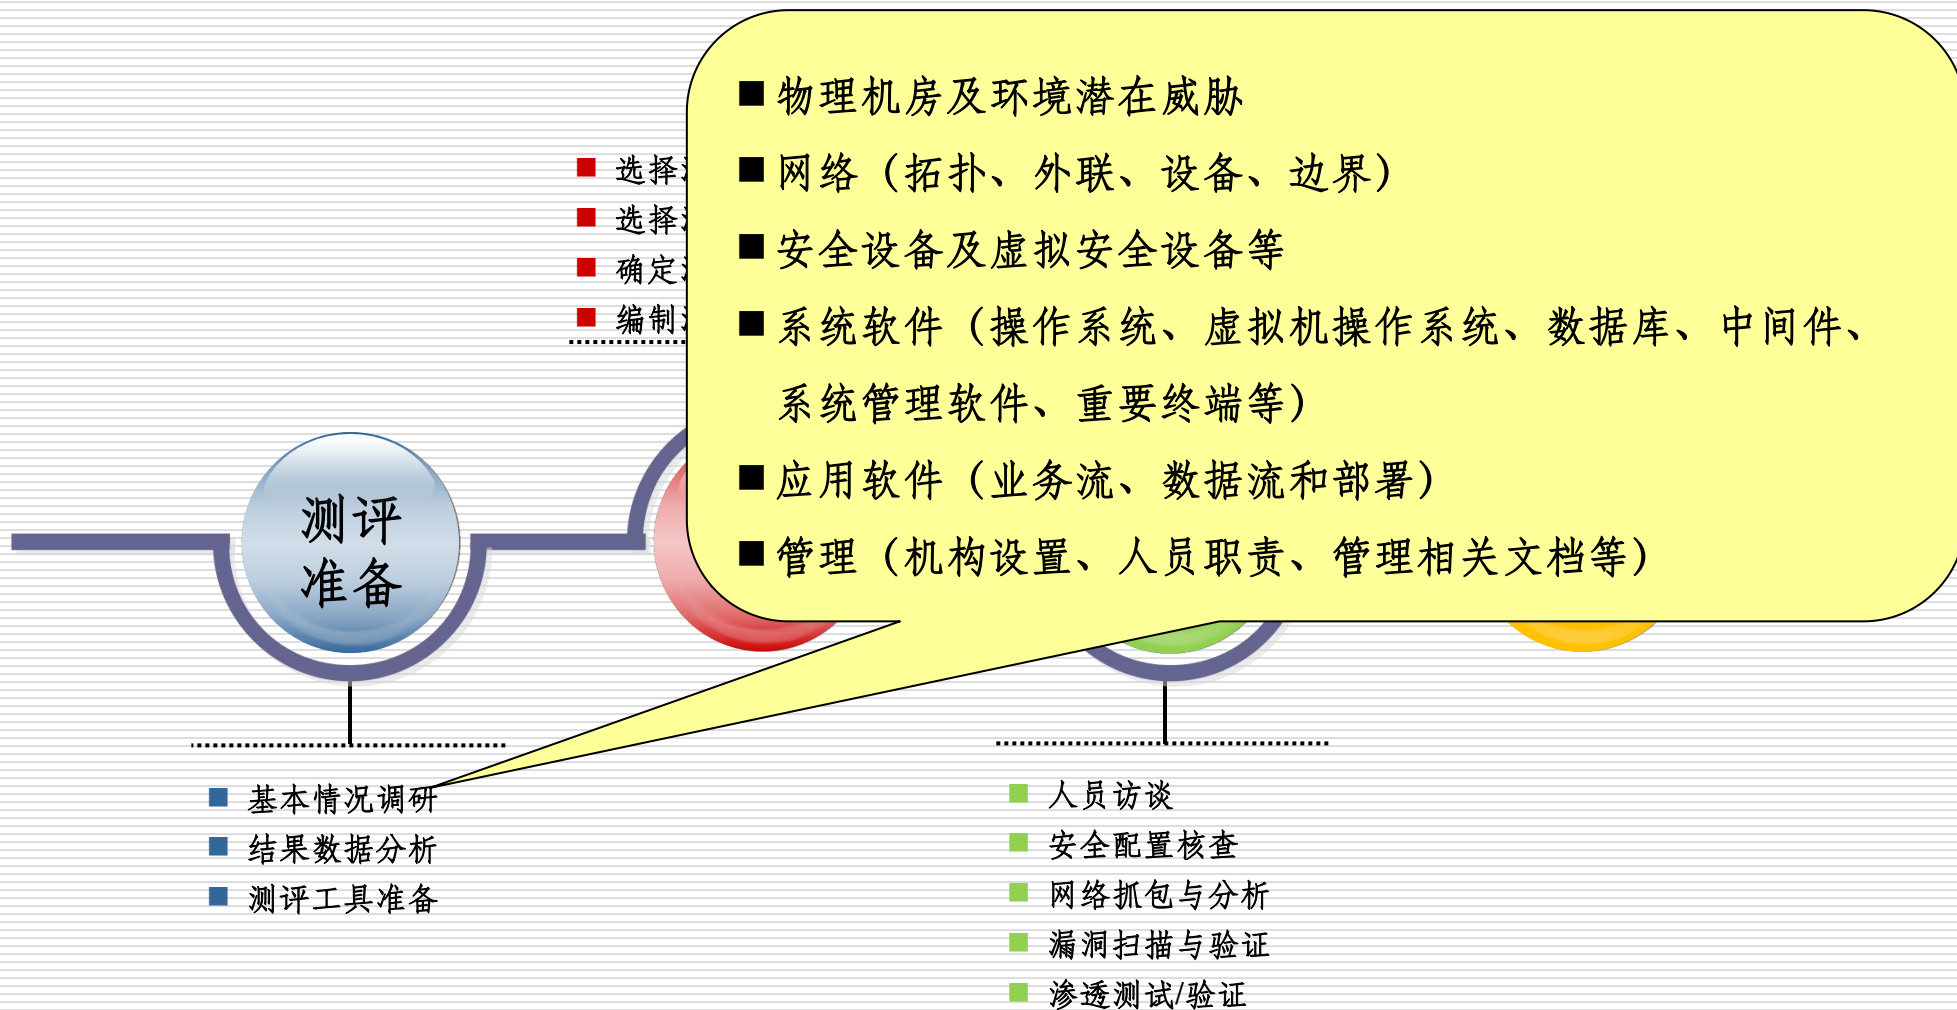 ■ 物理机房及环境潜在威胁
■ 网络（拓扑、外联、设备、边界）
■ 安全设备及虚拟安全设备等
■ 系统软件（操作系统、虚拟机操作系统、数据库、中间件、
系统管理软件、重要终端等）
■ 应用软件（业务流、数据流和部署）
■ 管理（机构设置、人员职责、管理相关文档等）
■ 选择
■ 选择
■ 确定
■ 编制
测评
准备
■ 基本情况调研
■ 结果数据分析
■ 测评工具准备
■ 人员访谈
■ 安全配置核查
■ 网络抓包与分析
■ 漏洞扫描与验证
■ 渗透测试/验证